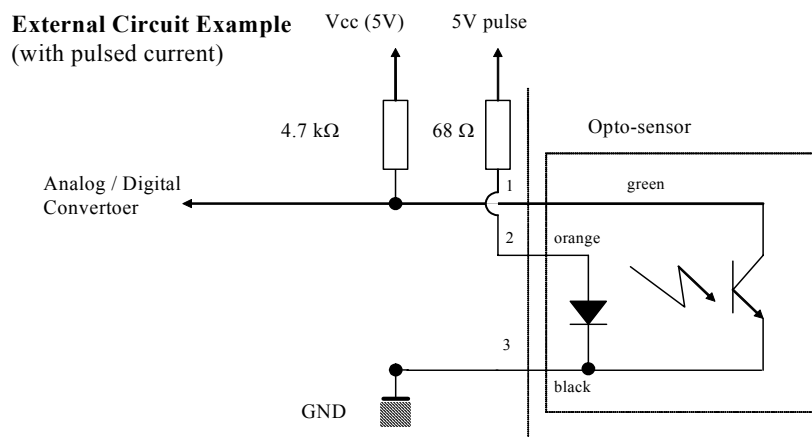 External Circuit Example
(with pulsed current)
Vcc (5V)
5V pulse
4.7 kΩ
68 Ω
Opto-sensor
Analog / Digital
Convertoer
1
green
2
orange
3
black
GND